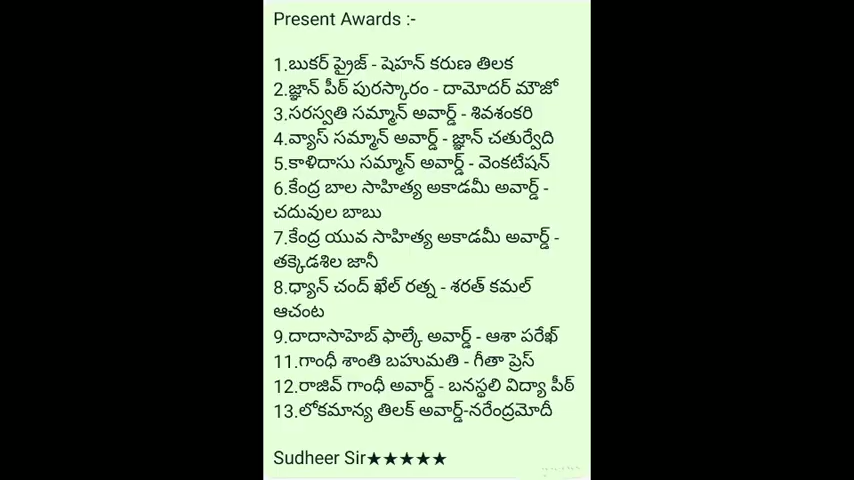 Present Awards :-
1.బుకర్ ప్రైజ్ - షెహన్ కరుణ తిలక
2.జ్ఞాన్ పీఠ్ పురస్కారం - దామోదర్ మౌజో
3.సరస్వతి సమ్మాన్ అవార్డ్ - శివశంకరి
4.వ్యాస్ సమ్మాన్ అవార్డ్ - జ్ఞాన్ చతుర్వేది
5.కాళిదాసు సమ్మాన్ అవార్డ్ - వెంకటేషన్
6.కేంద్ర బాల సాహిత్య అకాడమీ అవార్డ్ -
చదువుల బాబు
7.కేంద్ర యువ సాహిత్య అకాడమీ అవార్డ్ -
తక్కెడశిల జానీ
8.ధ్యాన్ చంద్ ఖేల్ రత్న - శరత్ కమల్
ఆచంట
9.దాదాసాహెబ్ ఫాల్కే అవార్డ్ - ఆశా పరేఖ్
11.గాంధీ శాంతి బహుమతి - గీతా ప్రెస్
12.రాజీవ్ గాంధీ అవార్డ్ - బనస్థలి విద్యా పీఠ్
13.లోకమాన్య తిలక్ అవార్డ్-నరేంద్రమోదీ
Sudheer Sir★★★★★